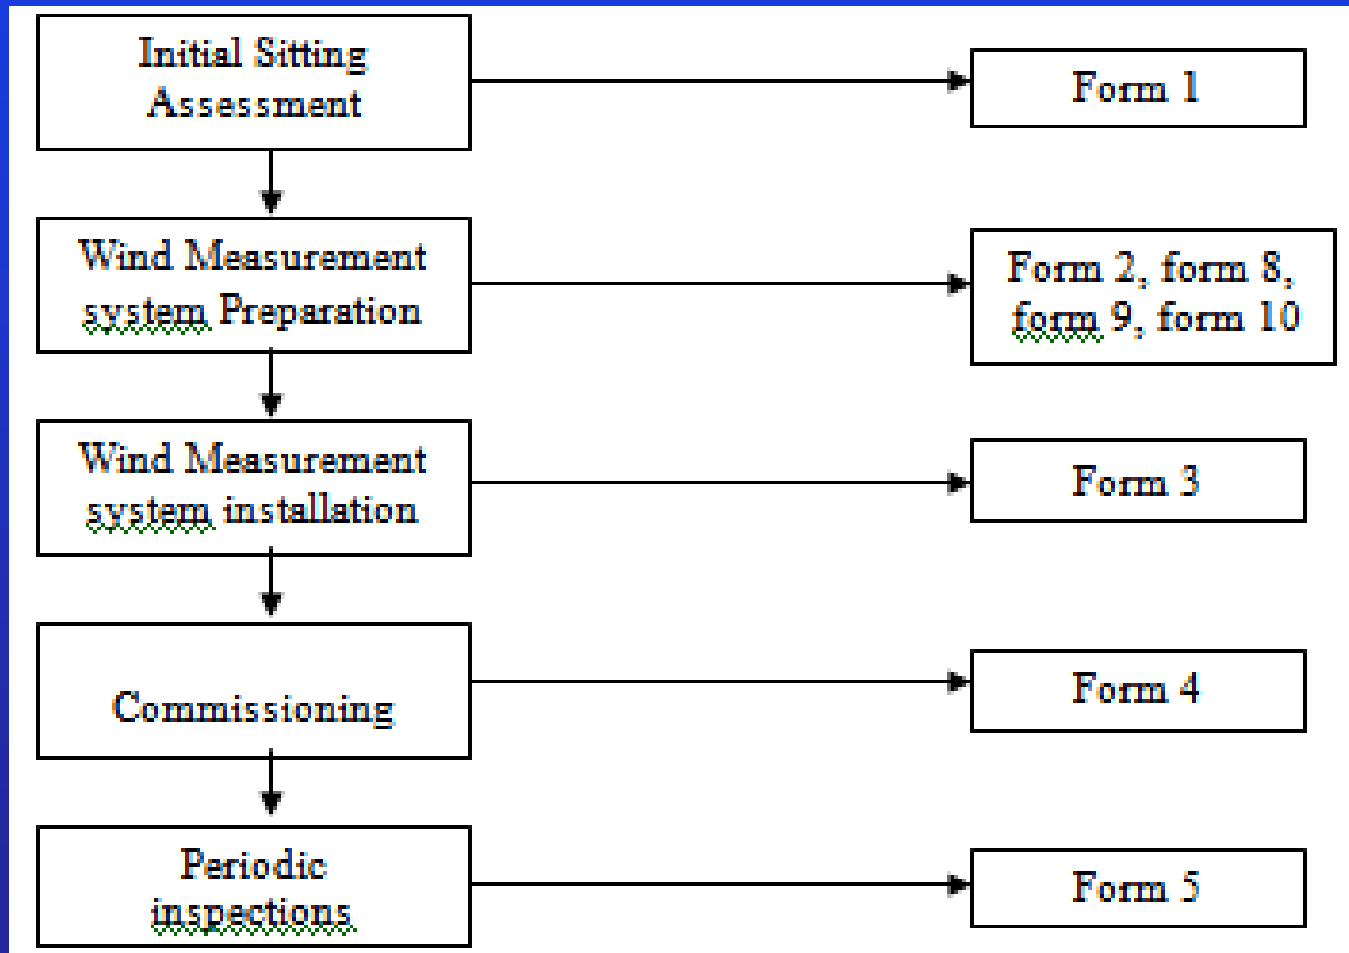 Initial Sitting
Assessment
Form 1
Wind Measurement
system Preparation
Form 2, form 8,
form 9, form 10
Wind Measurement
system installation
Form 3
Commissioning
Form 4
Periodic
inspections
Form 5